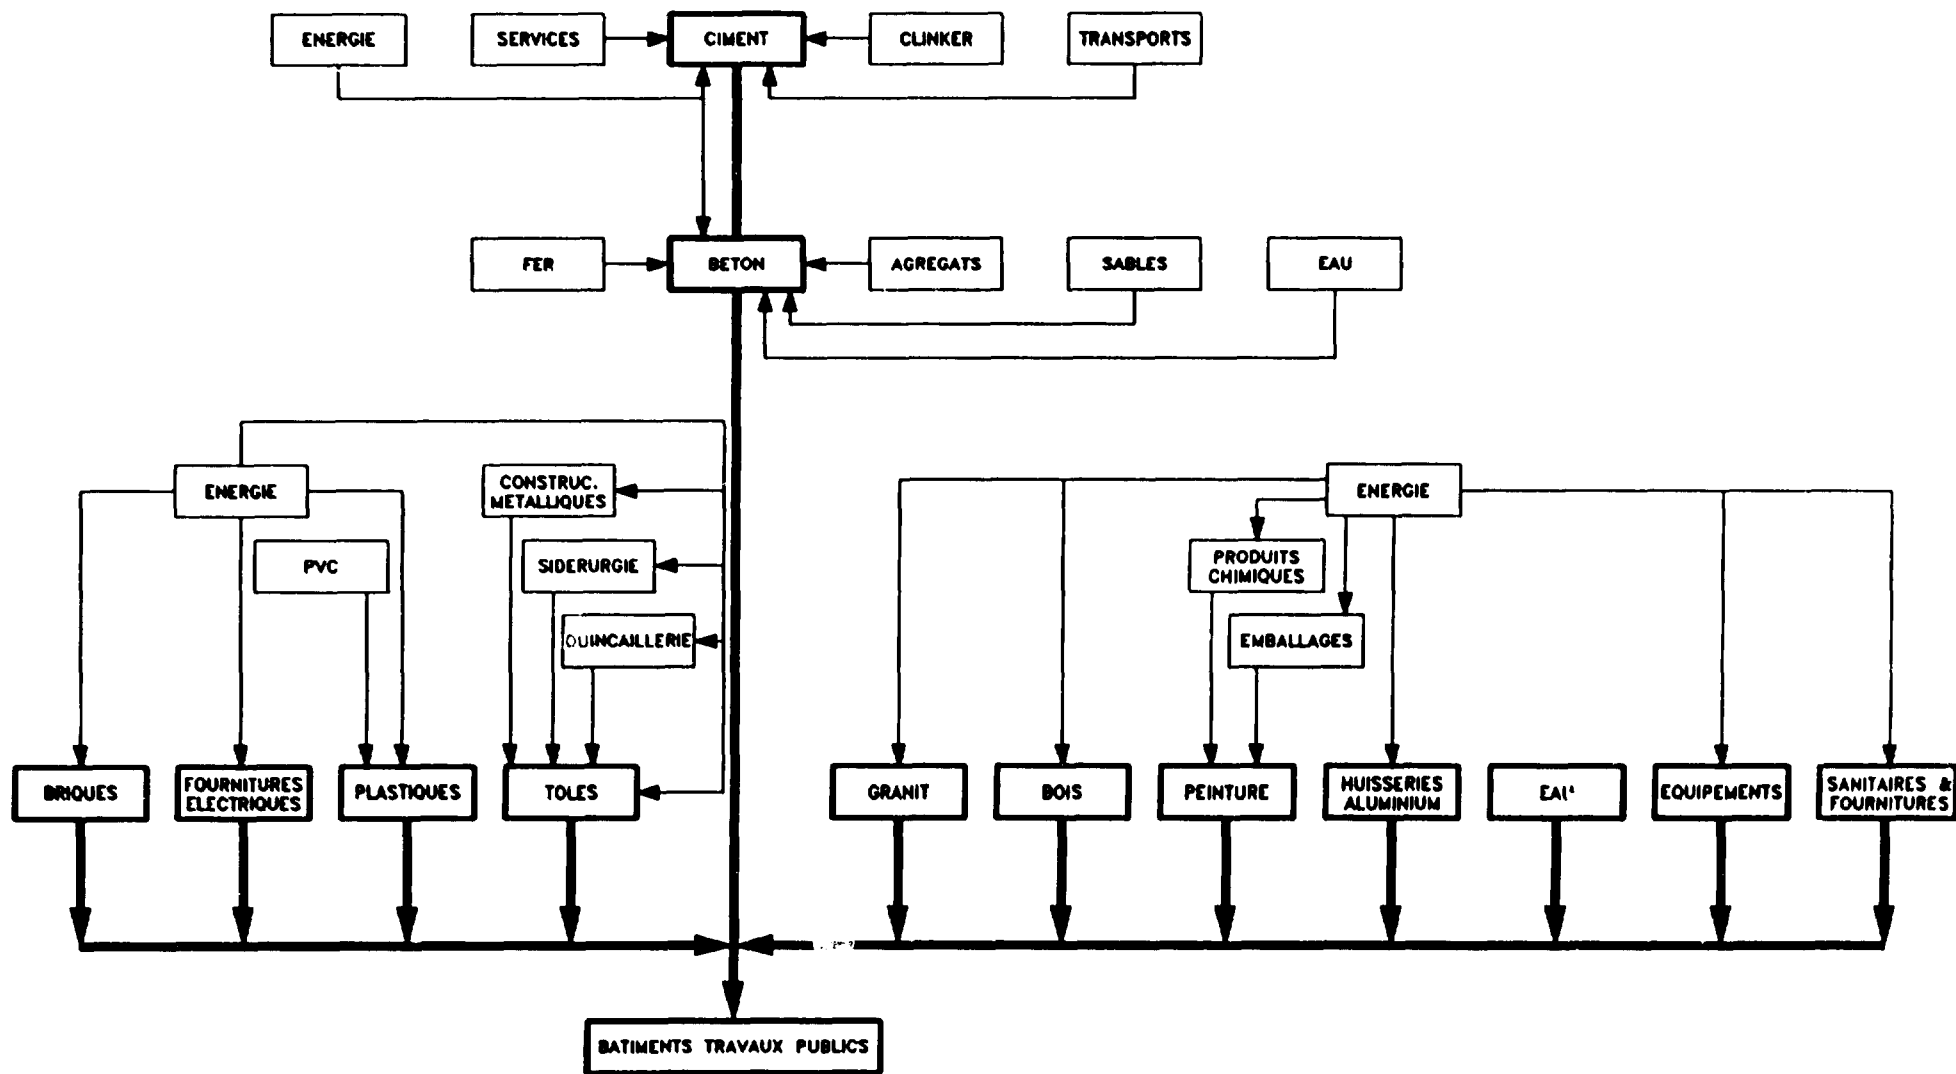 ENERGIE
SERVICES
CIMENT
CLINKER
TRANSPORTS
FER
BETON
AGREGATS
SABLES
EAU
ENERGIE
CONSTRUC.
METALLIQUES
ENERGIE
PVC
SIDERURGIE
PRODUITS
CHIMIQUES
QUINCAILLERIE
EMBALLAGES
BRIQUES
FOURNITURES
ELECTRIQUES
PLASTIQUES
TOLES
GRANIT
BOIS
PEINTURE
HUISSERIES
ALUMINIUM
EAU
EQUIPEMENTS
SANITAIRES &
FOURNITURES
BATIMENTS TRAVAUX PUBLICS